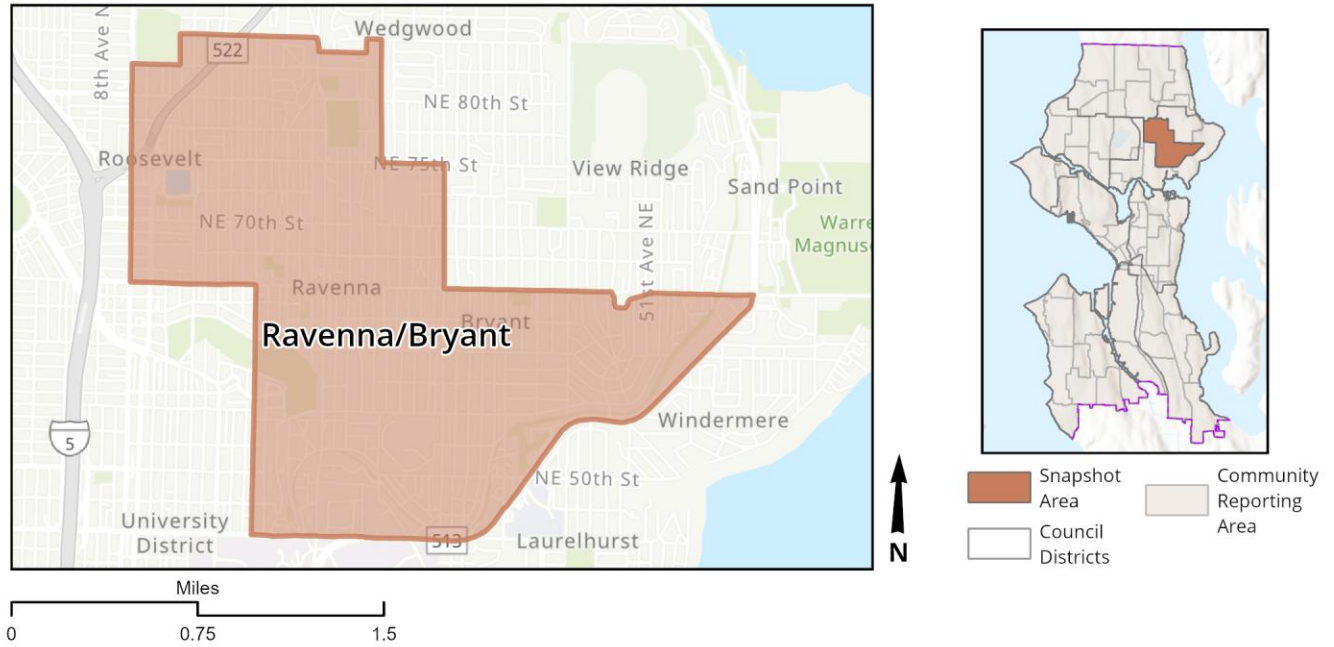 Wedgwood
522
8th Ave N
NE 80th St
Roosevelt
NE 75th St
View Ridge
Sand Point
NE 70th St
51st Ave NE
Warre
Magnus
Ravenna
Bryant
Ravenna/Bryant
Windermere
5
NE 50th St
University
District
513
Laurelhurst
N
Snapshot
Area
Community
Reporting
Area
Council
Districts
Miles
0
0.75
1.5